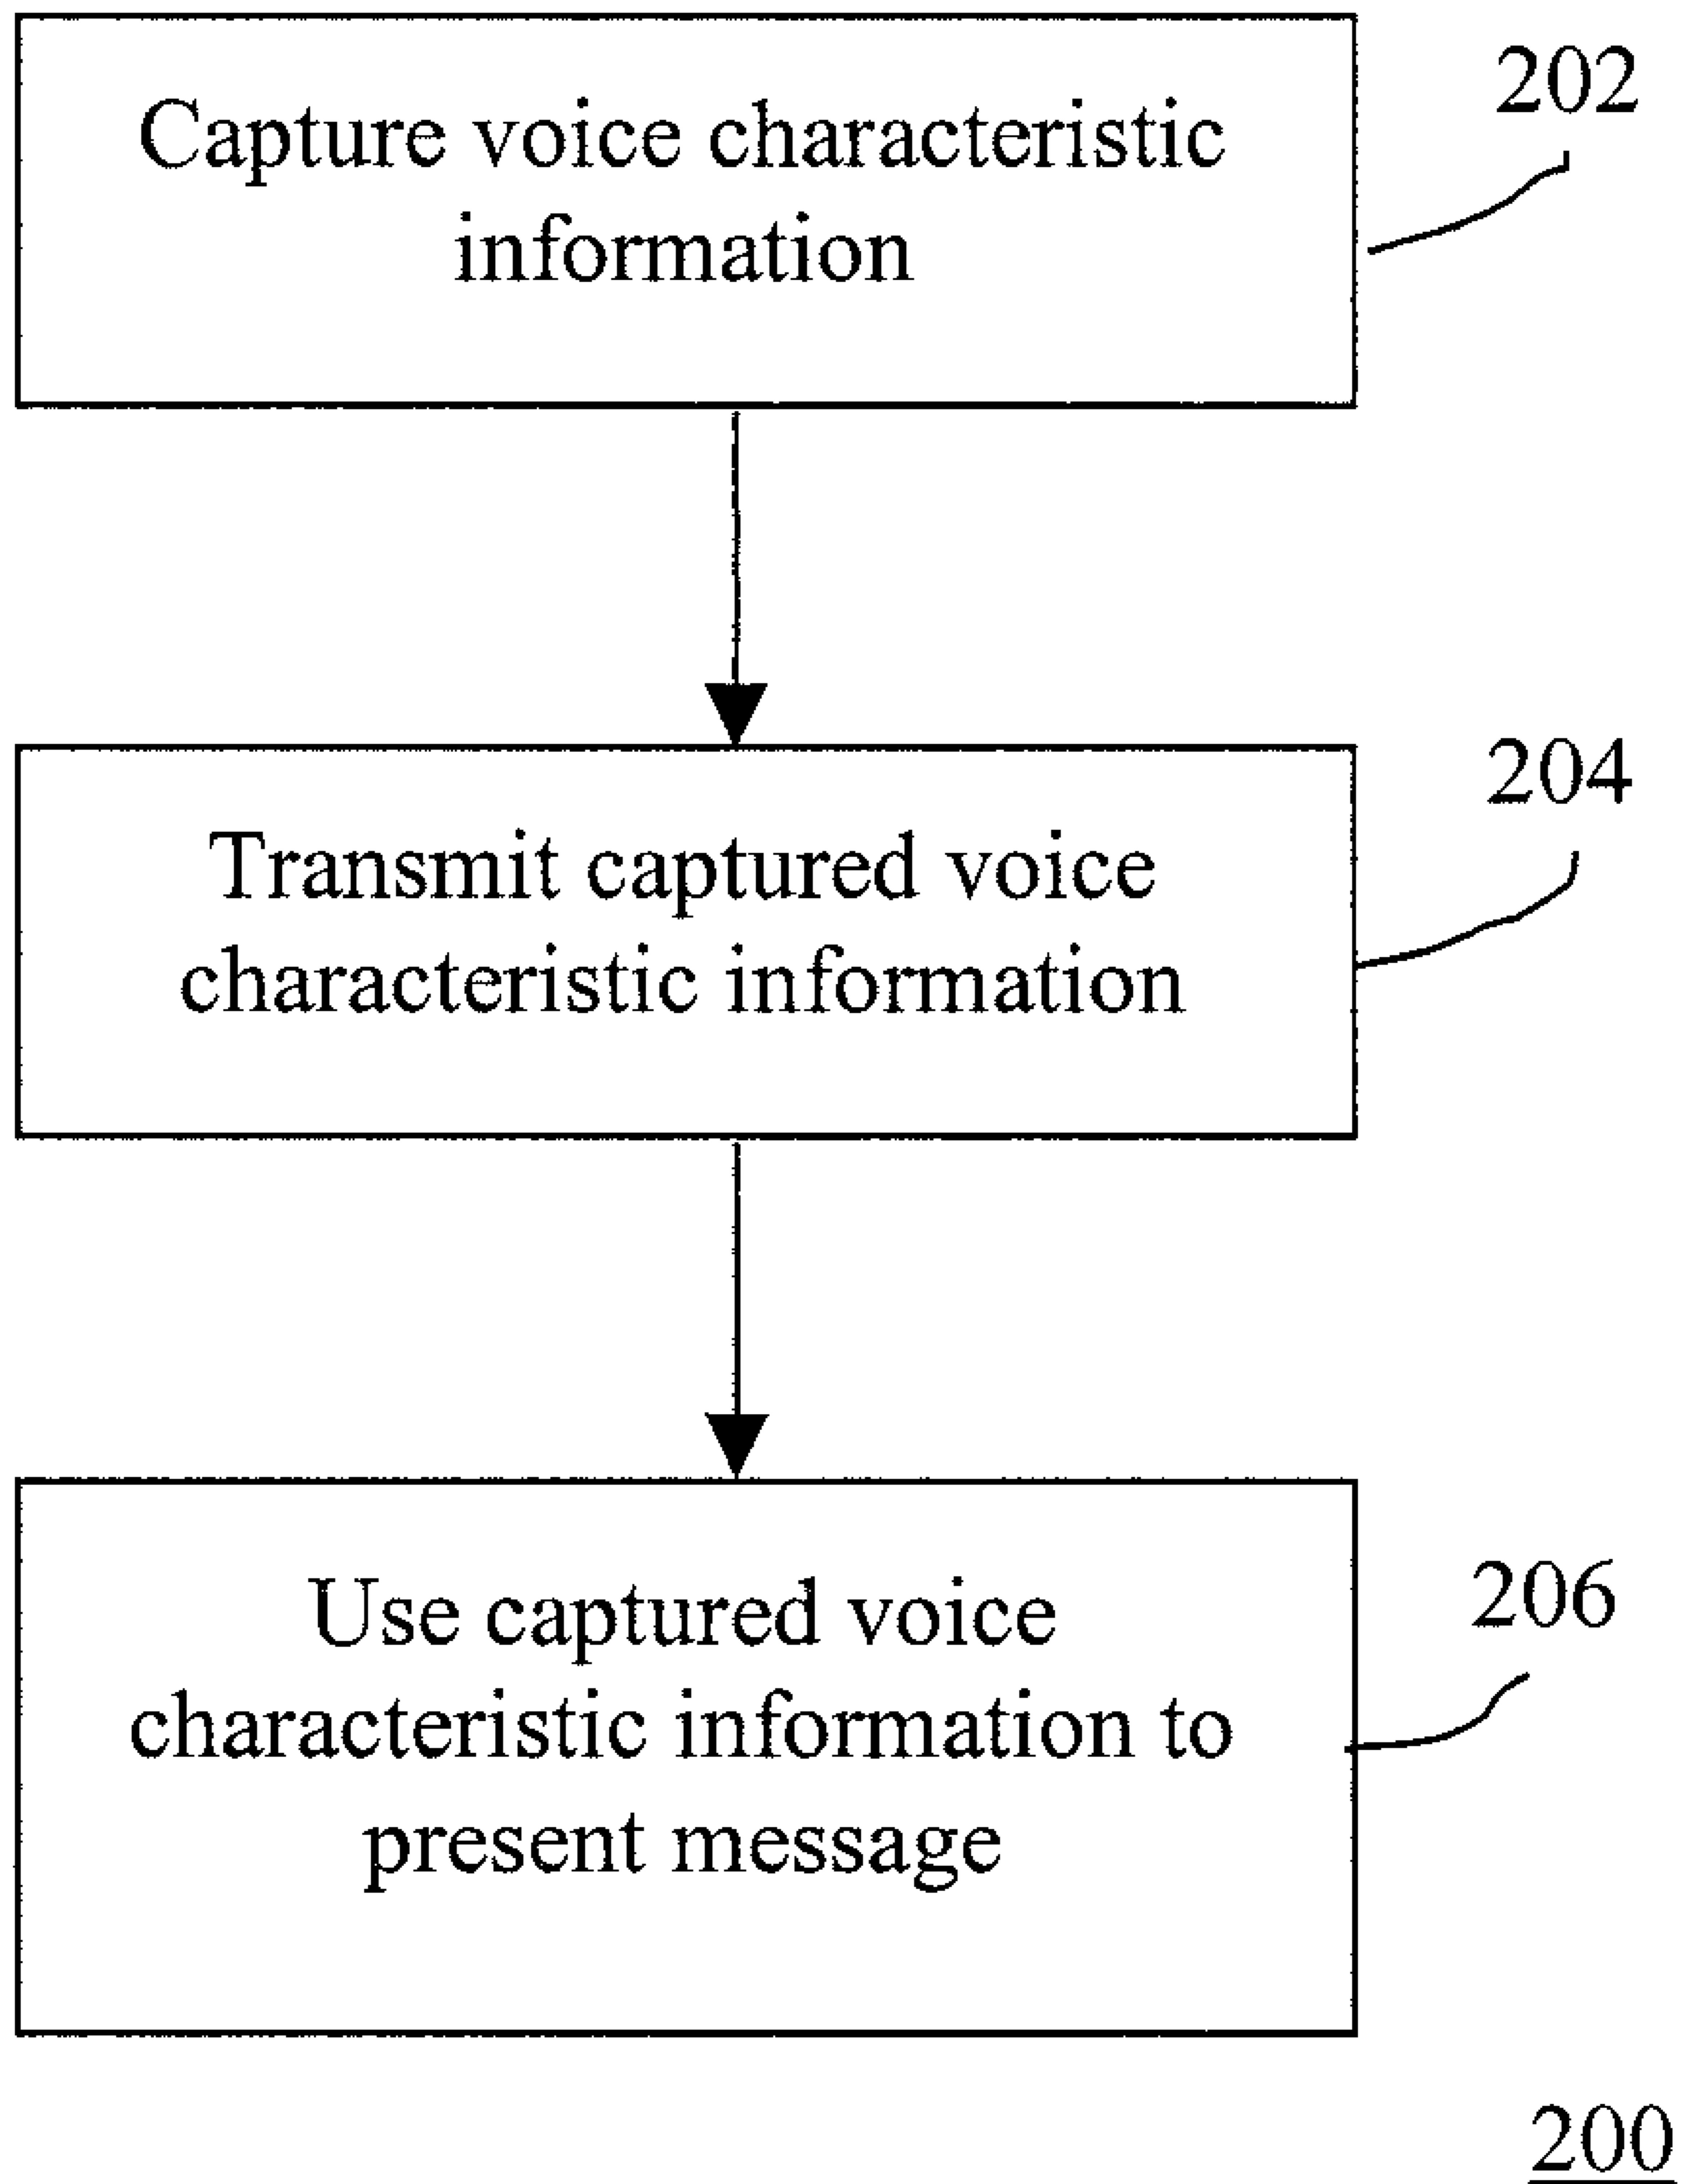 Capture voice characteristic
information
202
Transmit captured voice
characteristic information
204
Use captured voice
characteristic information to
present message
206
200